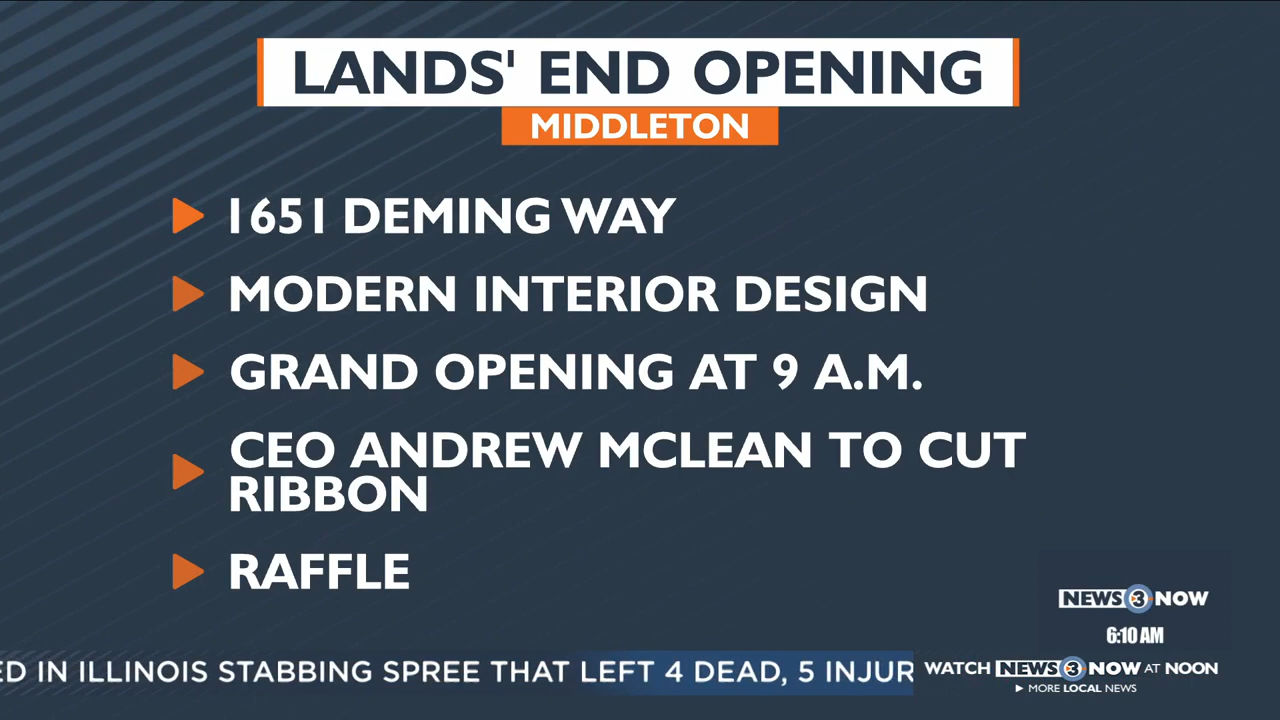 LANDS' END OPENING
MIDDLETON
1651 DEMING WAY
MODERN INTERIOR DESIGN
GRAND OPENING AT 9 A.M.
CEO ANDREW MCLEAN TO CUT
RIBBON
RAFFLE
NEWS 3 NOW
6:10 AM
ED IN ILLINOIS STABBING SPREE THAT LEFT 4 DEAD, 5 INJUR
WATCH NEWS 3 NOW AT NOON
MORE LOCAL NEWS